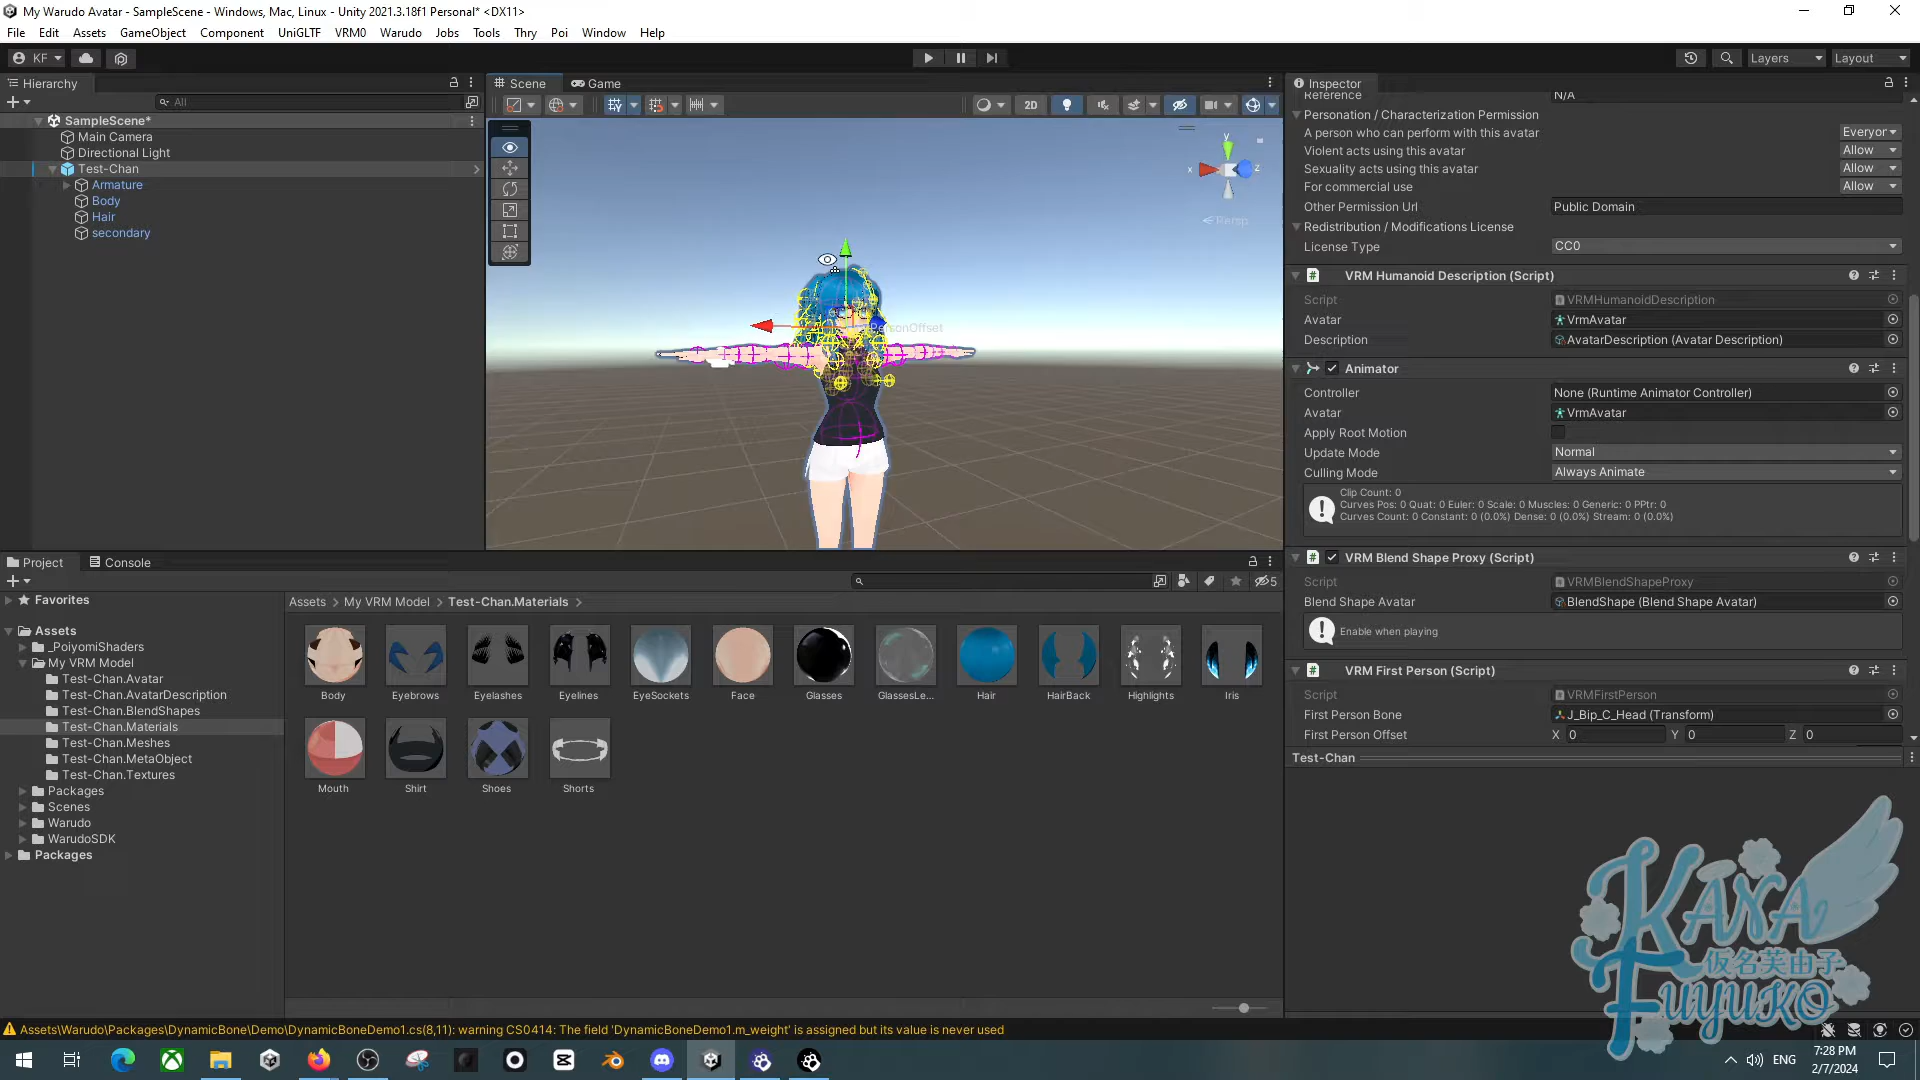 My Warudo Avatar - SampleScene - Windows, Mac, Linux - Unity 2021.3.18f1 Personal* <DX11>
File Edit Assets GameObject Component UniGLTF VRM0 Warudo Jobs Tools Thry Poi Window Help
KF Layers Layout
Hierarchy
All
SampleScene*
Main Camera
Directional Light
Test-Chan
Armature
Body
Hair
secondary
Scene Game
2D
y
x
z
Persp
PersonOffset
Inspector
Reference N/A
Personation / Characterization Permission
A person who can perform with this avatar Everyor
Violent acts using this avatar Allow
Sexuality acts using this avatar Allow
For commercial use Allow
Other Permission Url Public Domain
Redistribution / Modifications License
License Type CC0
VRM Humanoid Description (Script)
Script VRMHumanoidDescription
Avatar VrmAvatar
Description AvatarDescription (Avatar Description)
Animator
Controller None (Runtime Animator Controller)
Avatar VrmAvatar
Apply Root Motion
Update Mode Normal
Culling Mode Always Animate
Clip Count: 0
Curves Pos: 0 Quat: 0 Euler: 0 Scale: 0 Muscles: 0 Generic: 0 PPtr: 0
Curves Count: 0 Constant: 0 (0.0%) Dense: 0 (0.0%) Stream: 0 (0.0%)
VRM Blend Shape Proxy (Script)
Script VRMBlendShapeProxy
Blend Shape Avatar BlendShape (Blend Shape Avatar)
Enable when playing
VRM First Person (Script)
Script VRMFirstPerson
First Person Bone J_Bip_C_Head (Transform)
First Person Offset X 0 Y 0 Z 0
Test-Chan
Project Console
5
Favorites
Assets
_PoiyomiShaders
My VRM Model
Test-Chan.Avatar
Test-Chan.AvatarDescription
Test-Chan.BlendShapes
Test-Chan.Materials
Test-Chan.Meshes
Test-Chan.MetaObject
Test-Chan.Textures
Packages
Scenes
Warudo
WarudoSDK
Packages
Assets > My VRM Model > Test-Chan.Materials >
Body Eyebrows Eyelashes Eyelines EyeSockets Face Glasses GlassesLe... Hair HairBack Highlights Iris
Mouth Shirt Shoes Shorts
KANA
仮名芙由子
FUYUKO
Assets\Warudo\Packages\DynamicBone\Demo\DynamicBoneDemo1.cs(8,11): warning CS0414: The field 'DynamicBoneDemo1.m_weight' is assigned but its value is never used
ENG
7:28 PM
2/7/2024